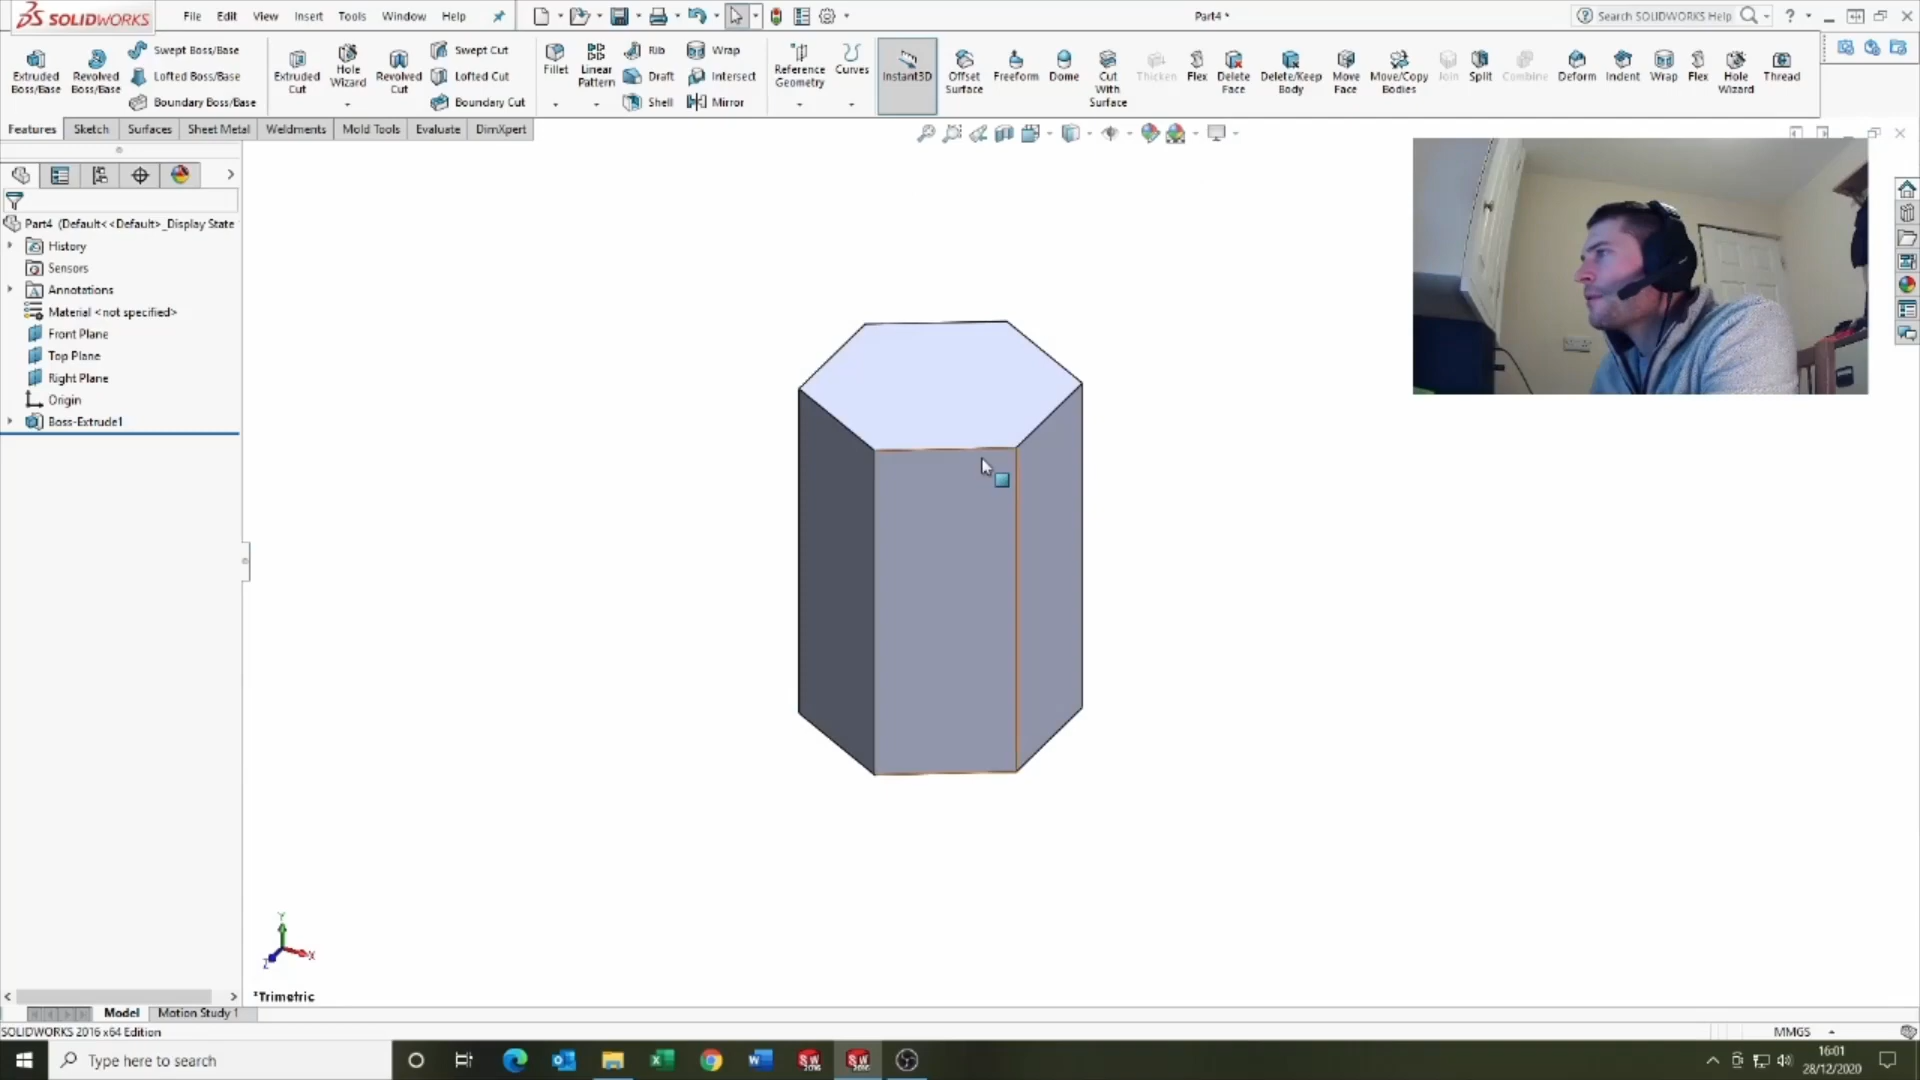 SOLIDWORKS File Edit View Insert Tools Window Help Part4 * Search SOLIDWORKS Help
Extruded Boss/Base
Revolved Boss/Base
Swept Boss/Base
Lofted Boss/Base
Boundary Boss/Base
Extruded Cut
Hole Wizard
Revolved Cut
Swept Cut
Lofted Cut
Boundary Cut
Fillet
Linear Pattern
Rib
Draft
Shell
Wrap
Intersect
Mirror
Reference Geometry
Curves
Instant3D
Offset Surface
Freeform
Dome
Cut With Surface
Thicken
Flex
Delete Face
Delete/Keep Body
Move Face
Move/Copy Bodies
Join
Split
Combine
Deform
Indent
Wrap
Flex
Hole Wizard
Thread
Features Sketch Surfaces Sheet Metal Weldments Mold Tools Evaluate DimXpert
Part4 (Default<<Default>_Display State
History
Sensors
Annotations
Material <not specified>
Front Plane
Top Plane
Right Plane
Origin
Boss-Extrude1
Y
X
Z
*Trimetric
Model Motion Study 1
SOLIDWORKS 2016 x64 Edition MMGS
Type here to search
16:01
28/12/2020